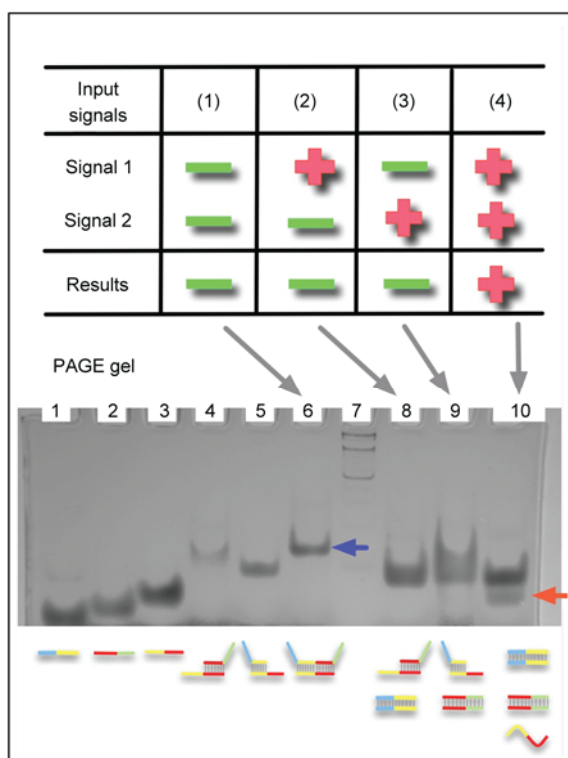 Input signals (1) (2) (3) (4)
Signal 1
Signal 2
Results
PAGE gel
1 2 3 4 5 6 7 8 9 10